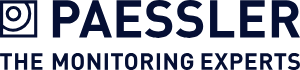 PAESSLER
THE MONITORING EXPERTS